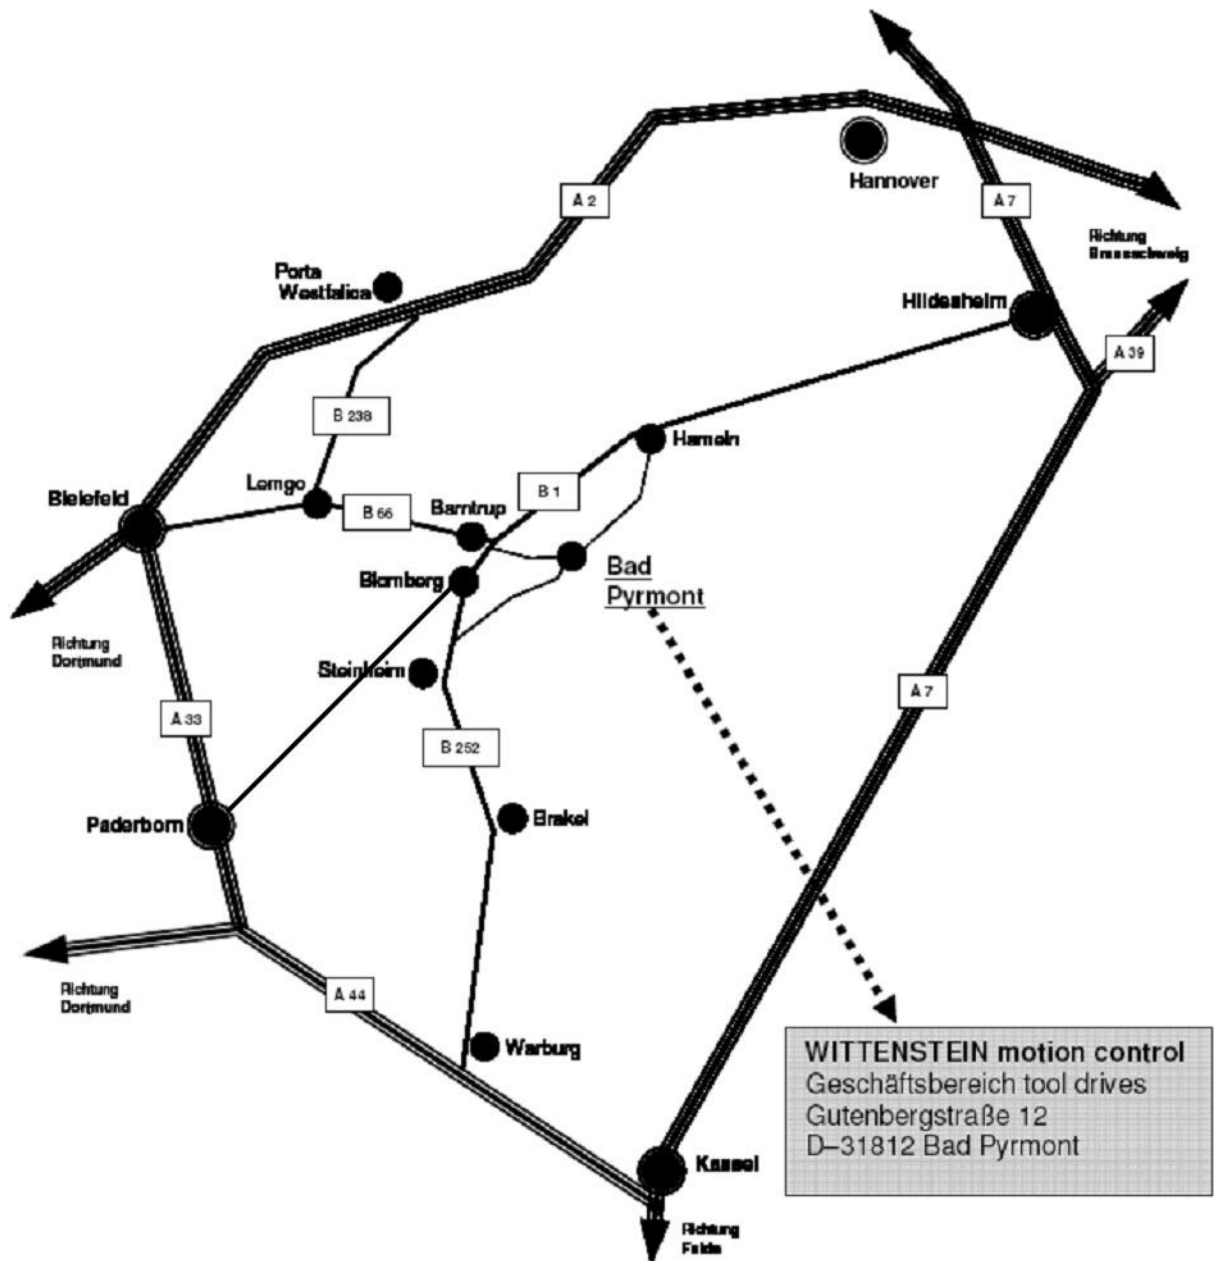 Hannover
A 2
A 7
Richtung
Braunschweig
Porta
Westfalica
Hildesheim
A 39
B 238
Hameln
Lemgo
B 1
Bielefeld
Barntrup
B 66
Blomberg
Bad
Pyrmont
Richtung
Dortmund
Steinheim
A 7
A 33
B 252
Paderborn
Brakel
Richtung
Dortmund
A 44
Warburg
WITTENSTEIN motion control
Geschäftsbereich tool drives
Gutenbergstraße 12
D–31812 Bad Pyrmont
Kassel
Richtung
Fulda